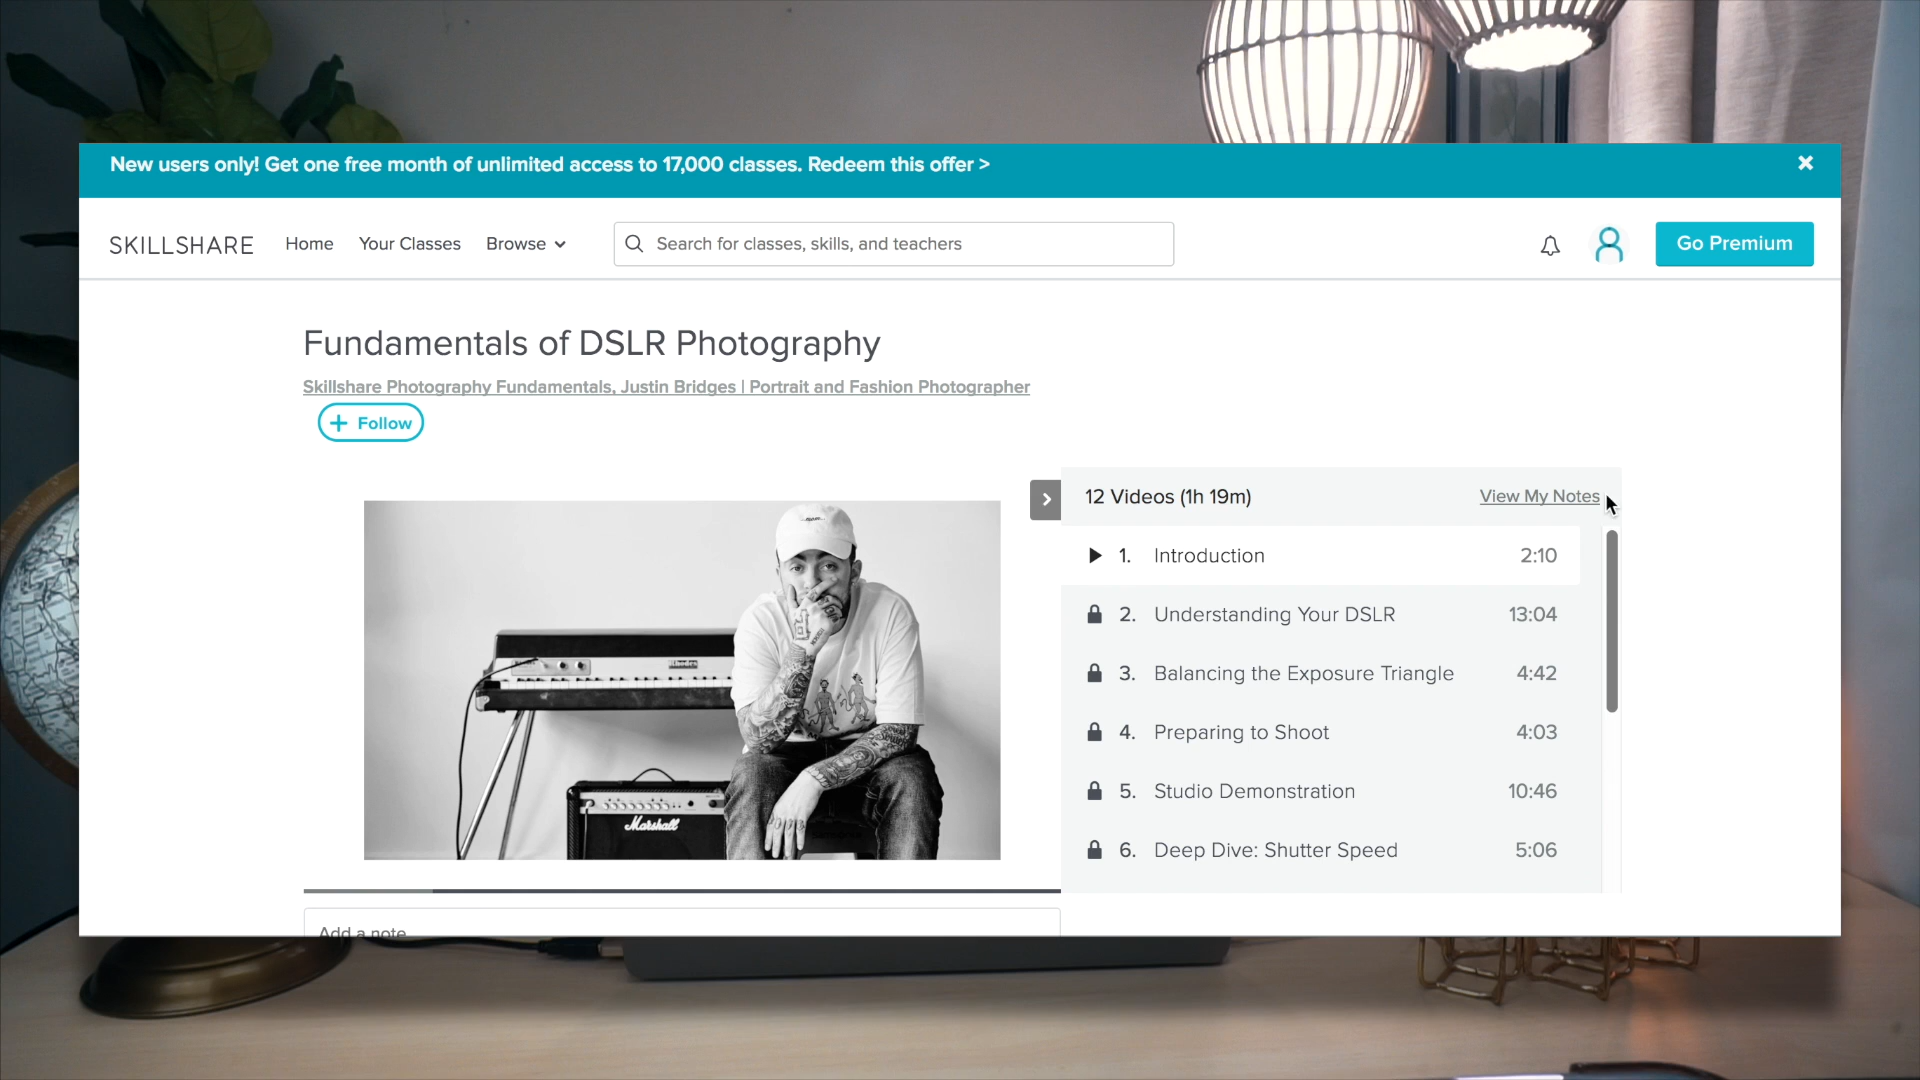 New users only! Get one free month of unlimited access to 17,000 classes. Redeem this offer >
SKILLSHARE
Home
Your Classes
Browse
Search for classes, skills, and teachers
Go Premium
Fundamentals of DSLR Photography
Skillshare Photography Fundamentals, Justin Bridges | Portrait and Fashion Photographer
+ Follow
12 Videos (1h 19m)
View My Notes
1. Introduction 2:10
2. Understanding Your DSLR 13:04
3. Balancing the Exposure Triangle 4:42
4. Preparing to Shoot 4:03
5. Studio Demonstration 10:46
6. Deep Dive: Shutter Speed 5:06
Rhodes
Marshall
Add a note